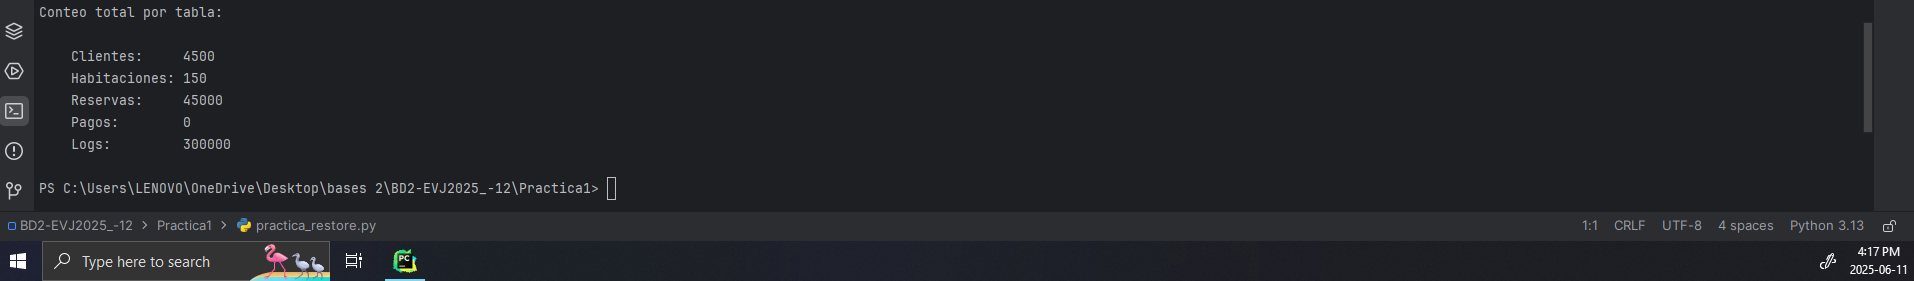 Conteo total por tabla:
Clientes: 4500
Habitaciones: 150
Reservas: 45000
Pagos: 0
Logs: 300000
PS C:\Users\LENOVO\OneDrive\Desktop\bases 2\BD2-EVJ2025_-12\Practica1>
BD2-EVJ2025_-12 > Practica1 > practica_restore.py 1:1 CRLF UTF-8 4 spaces Python 3.13
Type here to search PC 4:17 PM
2025-06-11